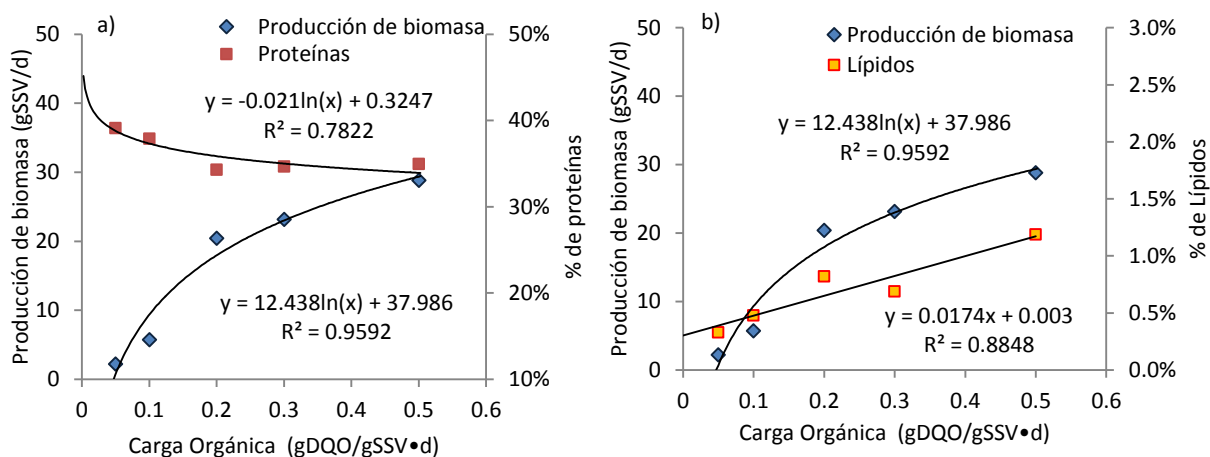 a)
Producción de biomasa
Proteínas
y = -0.021ln(x) + 0.3247
R² = 0.7822
y = 12.438ln(x) + 37.986
R² = 0.9592
50
40
30
20
10
0
Producción de biomasa (gSSV/d)
50%
40%
30%
20%
10%
% de proteínas
0 0.1 0.2 0.3 0.4 0.5 0.6
Carga Orgánica (gDQO/gSSV•d)
b)
Producción de biomasa
Lípidos
y = 12.438ln(x) + 37.986
R² = 0.9592
y = 0.0174x + 0.003
R² = 0.8848
50
40
30
20
10
0
Producción de biomasa (gSSV/d)
3.0%
2.5%
2.0%
1.5%
1.0%
0.5%
0.0%
% de Lípidos
0 0.1 0.2 0.3 0.4 0.5 0.6
Carga Orgánica (gDQO/gSSV•d)